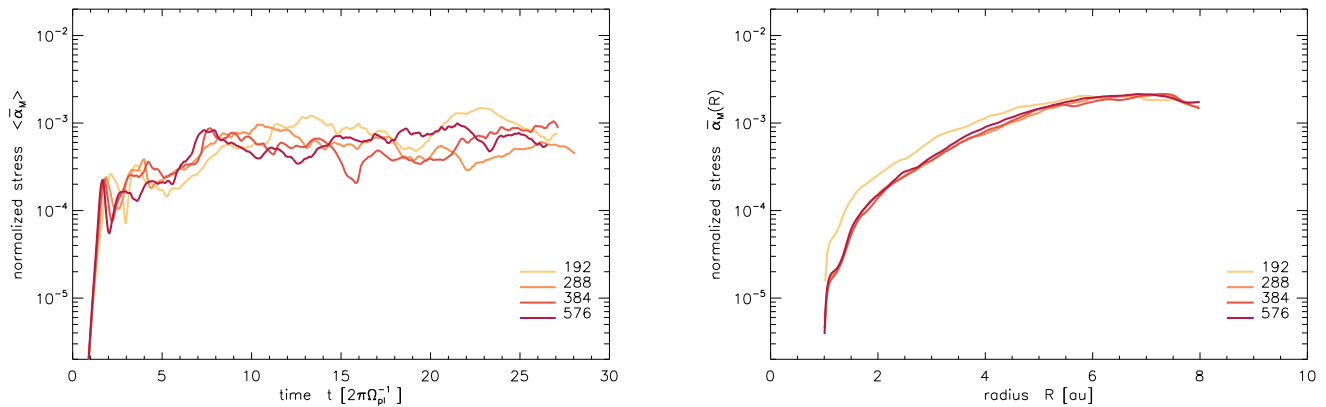 10⁻²
10⁻³
10⁻⁴
10⁻⁵
normalized stress <ᾱ_M>
0 5 10 15 20 25 30
time t [2πΩ_pl⁻¹]
192
288
384
576
10⁻²
10⁻³
10⁻⁴
10⁻⁵
normalized stress ᾱ_M(R)
0 2 4 6 8 10
radius R [au]
192
288
384
576